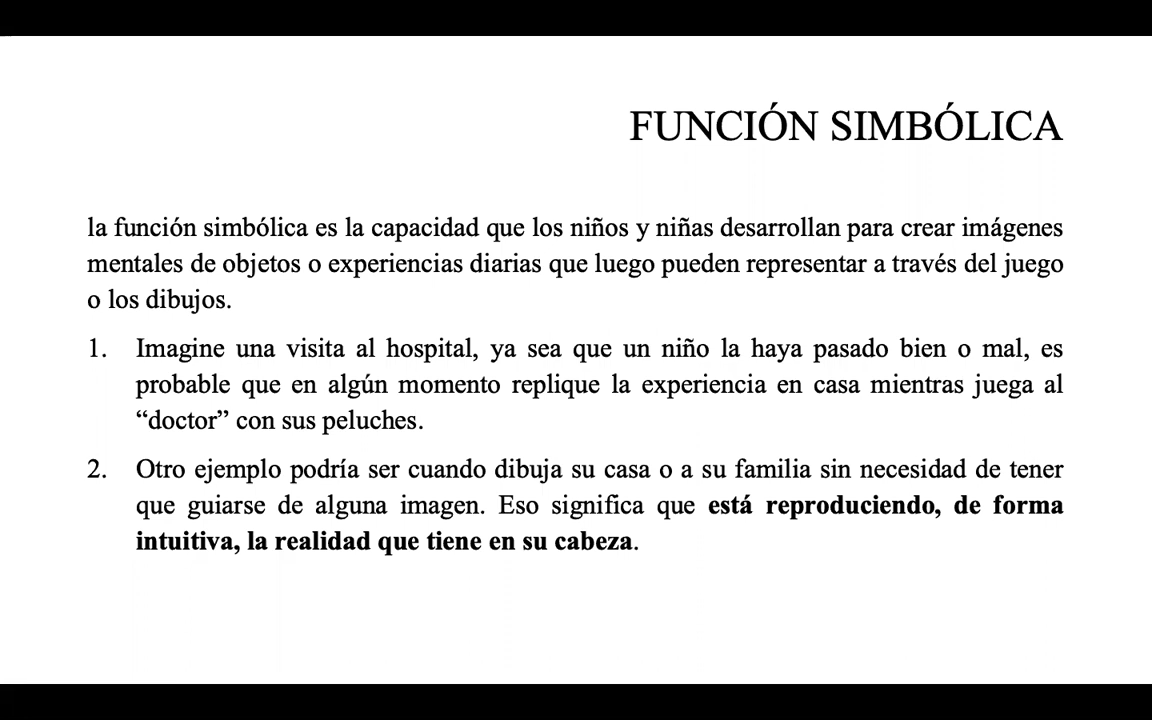 FUNCIÓN SIMBÓLICA
la función simbólica es la capacidad que los niños y niñas desarrollan para crear imágenes
mentales de objetos o experiencias diarias que luego pueden representar a través del juego
o los dibujos.
1. Imagine una visita al hospital, ya sea que un niño la haya pasado bien o mal, es
probable que en algún momento replique la experiencia en casa mientras juega al
“doctor” con sus peluches.
2. Otro ejemplo podría ser cuando dibuja su casa o a su familia sin necesidad de tener
que guiarse de alguna imagen. Eso significa que está reproduciendo, de forma
intuitiva, la realidad que tiene en su cabeza.